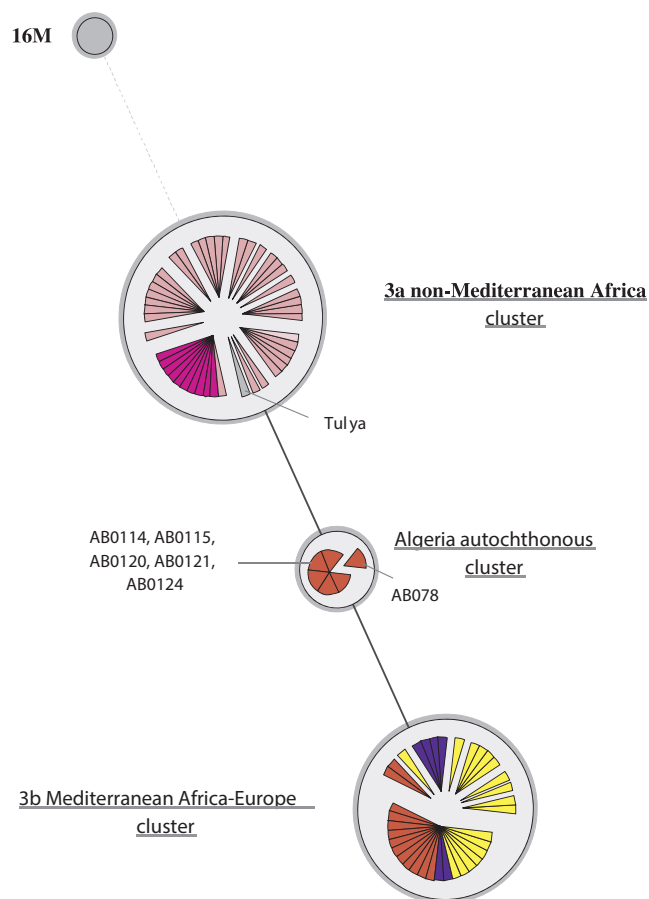 16M
3a non-Mediterranean Africa
cluster
Tulya
AB0114, AB0115,
AB0120, AB0121,
AB0124
Algeria autochthonous
cluster
AB078
3b Mediterranean Africa-Europe
cluster